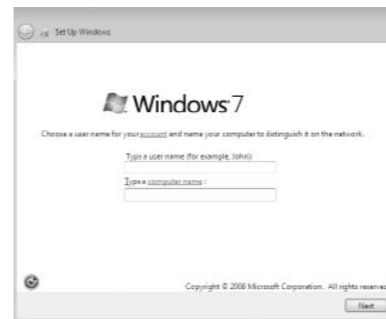 Set Up Windows
Windows 7
Choose a user name for your account and name your computer to distinguish it on the network.
Type a user name (for example, John):
Type a computer name :
Copyright © 2008 Microsoft Corporation. All rights reserved
Next